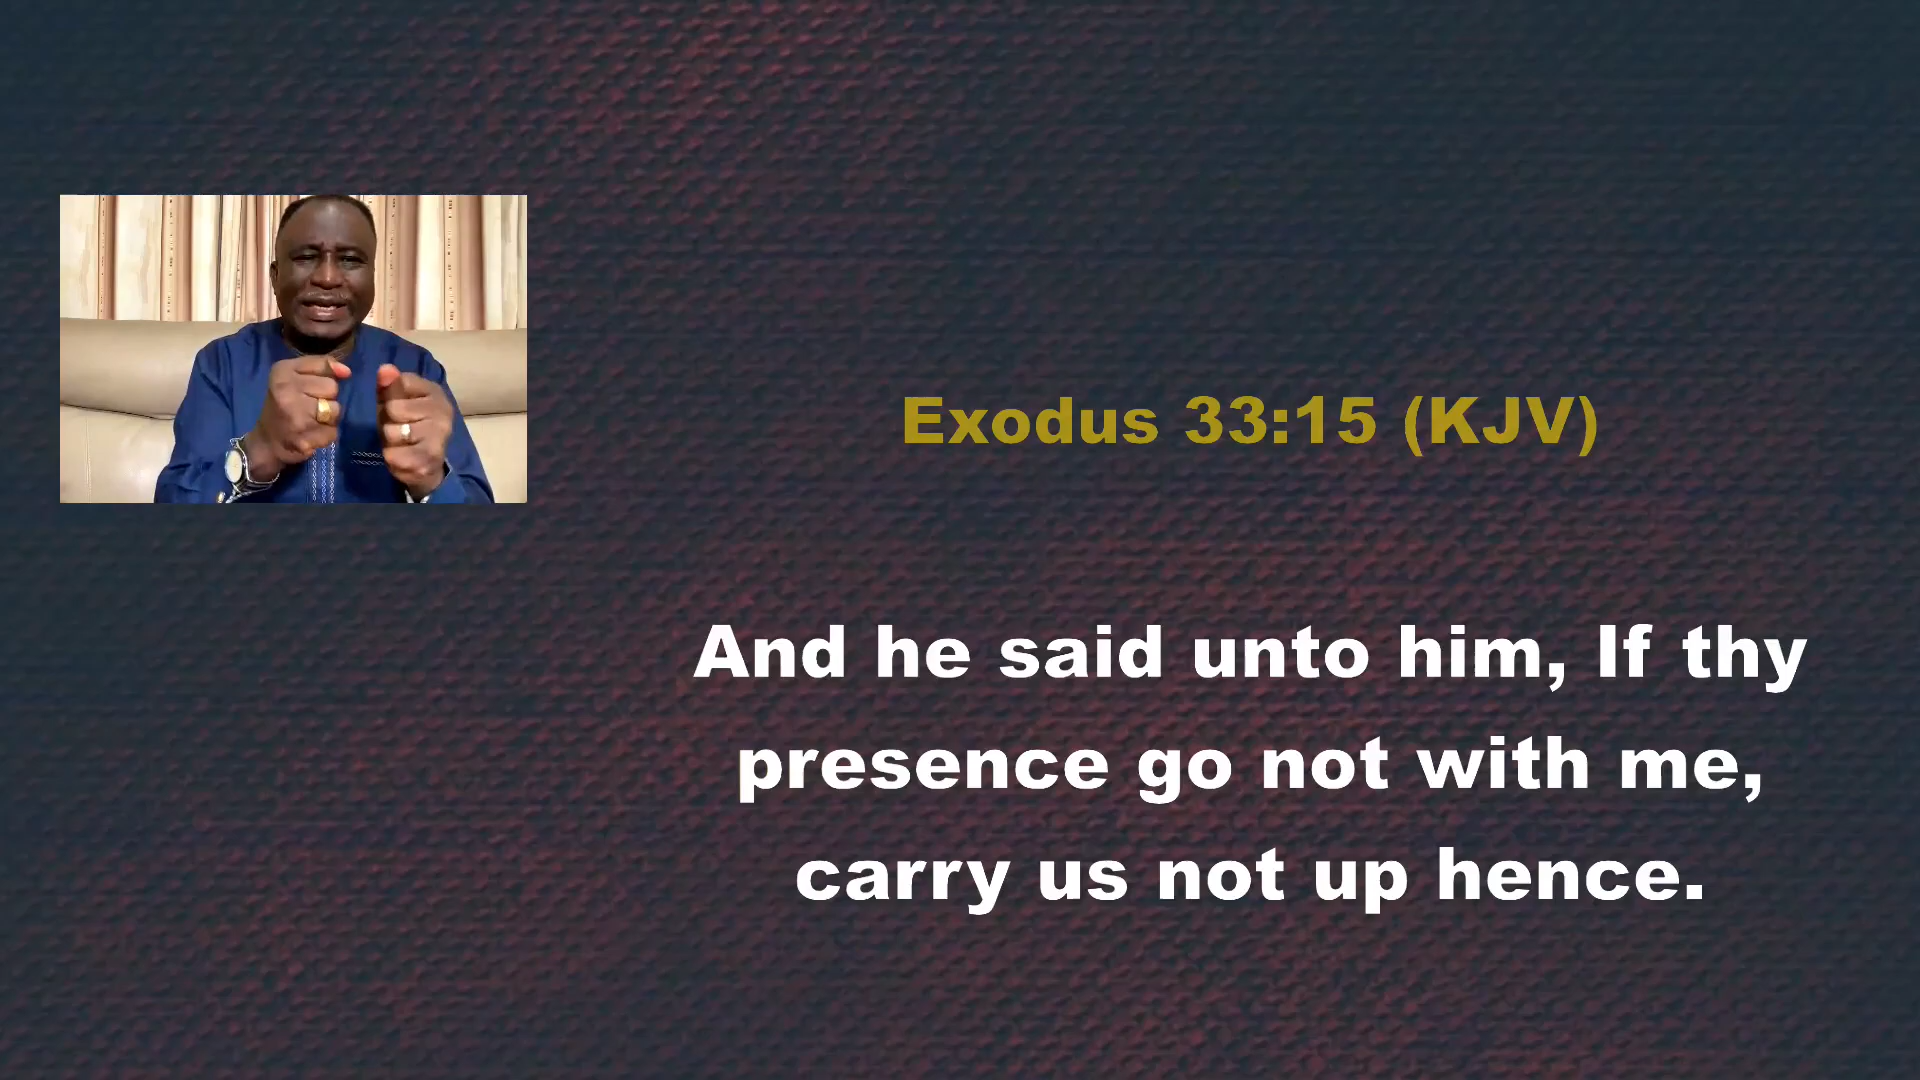 Exodus 33:15 (KJV)
And he said unto him, If thy
presence go not with me,
carry us not up hence.